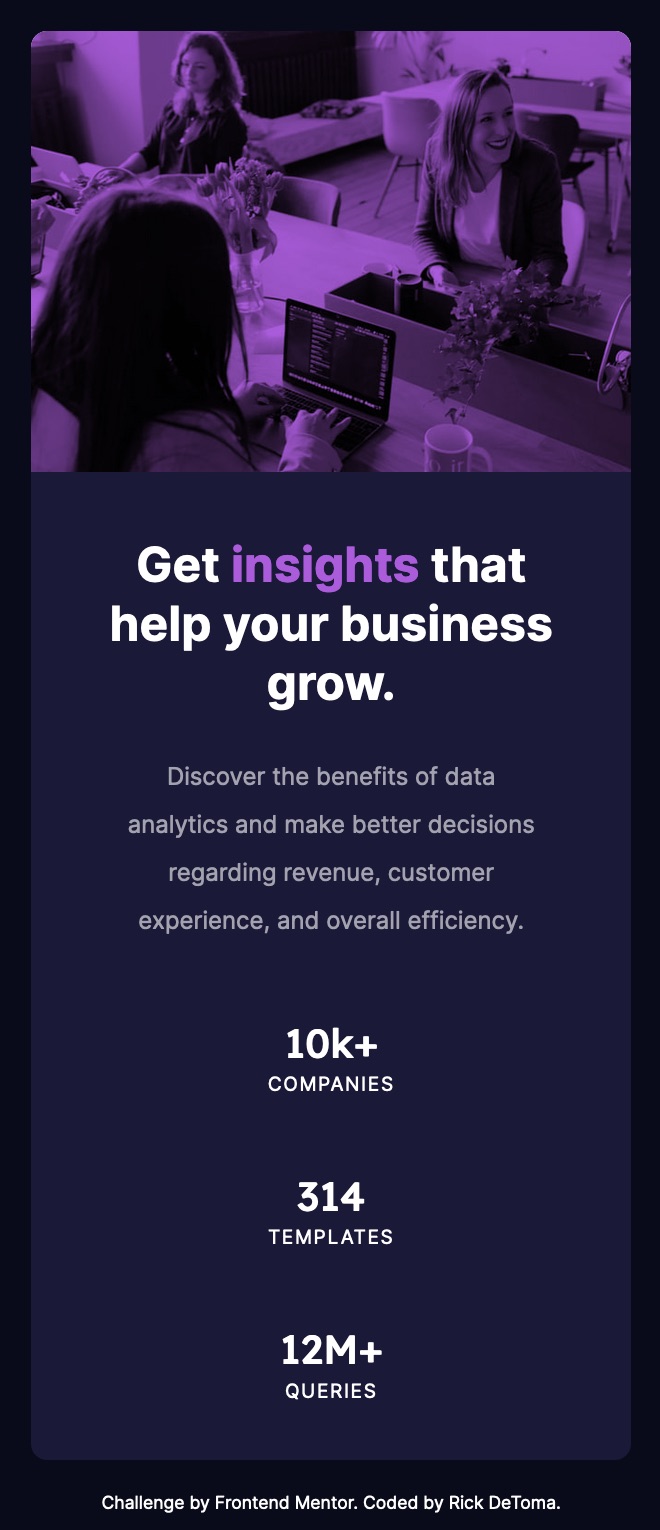 Get insights that
help your business
grow.
Discover the benefits of data
analytics and make better decisions
regarding revenue, customer
experience, and overall efficiency.
10k+
COMPANIES
314
TEMPLATES
12M+
QUERIES
Challenge by Frontend Mentor. Coded by Rick DeToma.